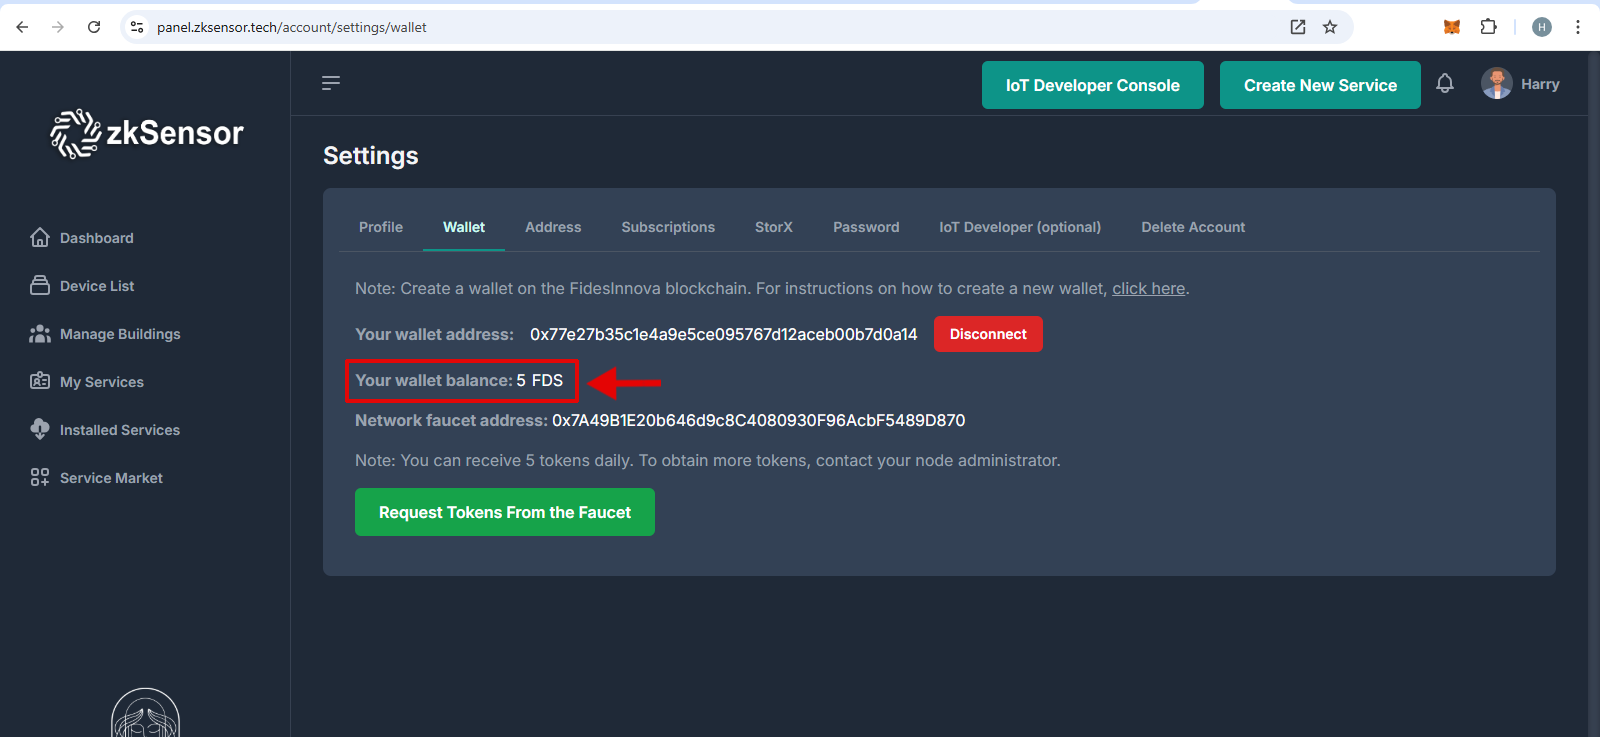 panel.zksensor.tech/account/settings/wallet
H
IoT Developer Console
Create New Service
Harry
zkSensor
Settings
Profile Wallet Address Subscriptions StorX Password IoT Developer (optional) Delete Account
Dashboard
Device List
Manage Buildings
My Services
Installed Services
Service Market
Note: Create a wallet on the FidesInnova blockchain. For instructions on how to create a new wallet, click here.
Your wallet address: 0x77e27b35c1e4a9e5ce095767d12aceb00b7d0a14 Disconnect
Your wallet balance: 5 FDS
Network faucet address: 0x7A49B1E20b646d9c8C4080930F96AcbF5489D870
Note: You can receive 5 tokens daily. To obtain more tokens, contact your node administrator.
Request Tokens From the Faucet